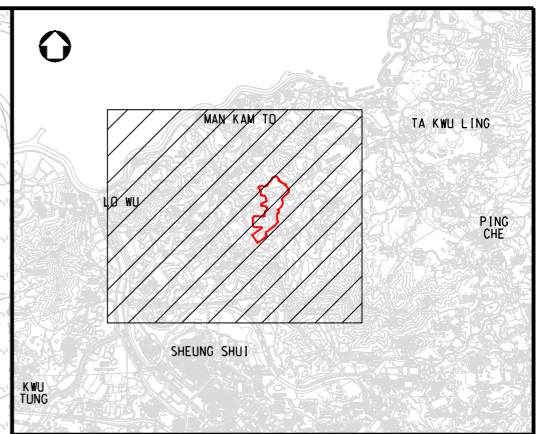 MAN KAM TO
TA KWU LING
LO WU
PING
CHE
SHEUNG SHUI
KWU
TUNG